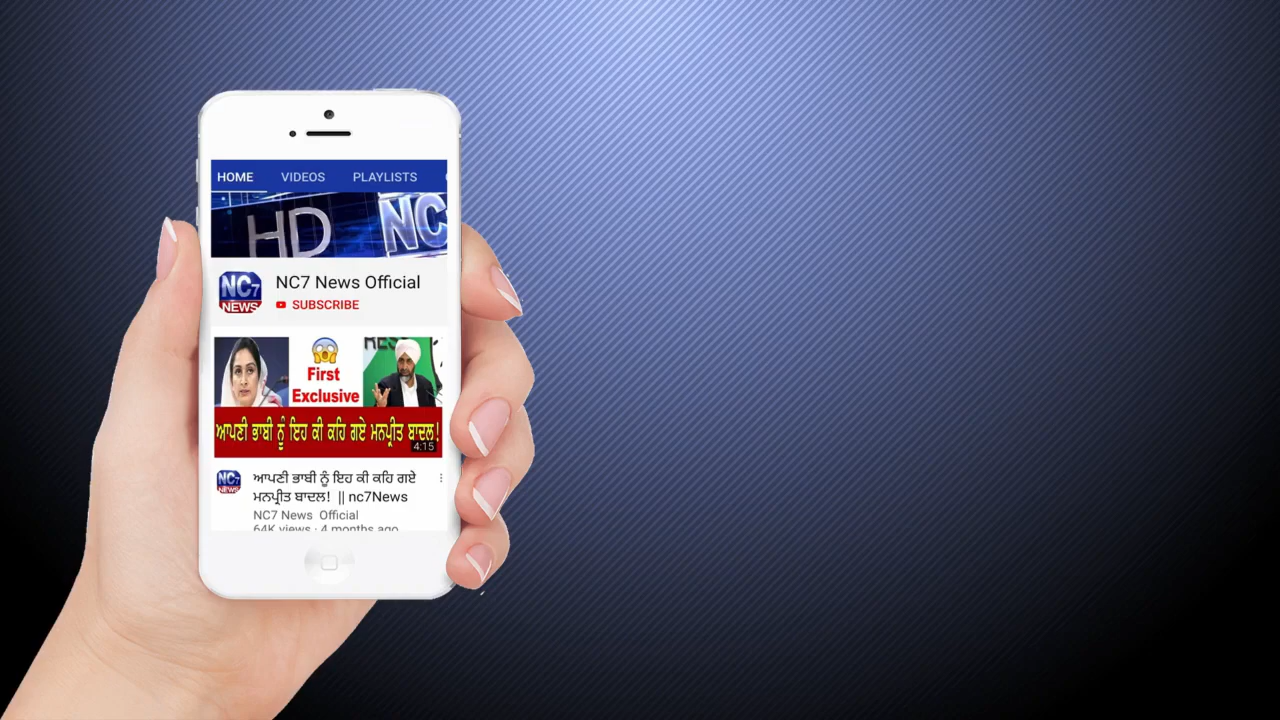 HOME VIDEOS PLAYLISTS
HD NC
NC7 NEWS
NC7 News Official
SUBSCRIBE
First
Exclusive
ਆਪਣੀ ਭਾਬੀ ਨੂੰ ਇਹ ਕੀ ਕਹਿ ਗਏ ਮਨਪ੍ਰੀਤ ਬਾਦਲ!
4:15
NC7 NEWS
ਆਪਣੀ ਭਾਬੀ ਨੂੰ ਇਹ ਕੀ ਕਹਿ ਗਏ
ਮਨਪ੍ਰੀਤ ਬਾਦਲ! || nc7News
NC7 News Official
64K views · 4 months ago